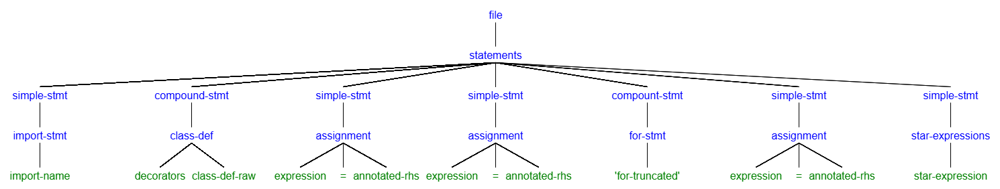 file
statements
simple-stmt compound-stmt simple-stmt simple-stmt compount-stmt simple-stmt simple-stmt
import-stmt class-def assignment assignment for-stmt assignment star-expressions
import-name decorators class-def-raw expression = annotated-rhs expression = annotated-rhs 'for-truncated' expression = annotated-rhs star-expression